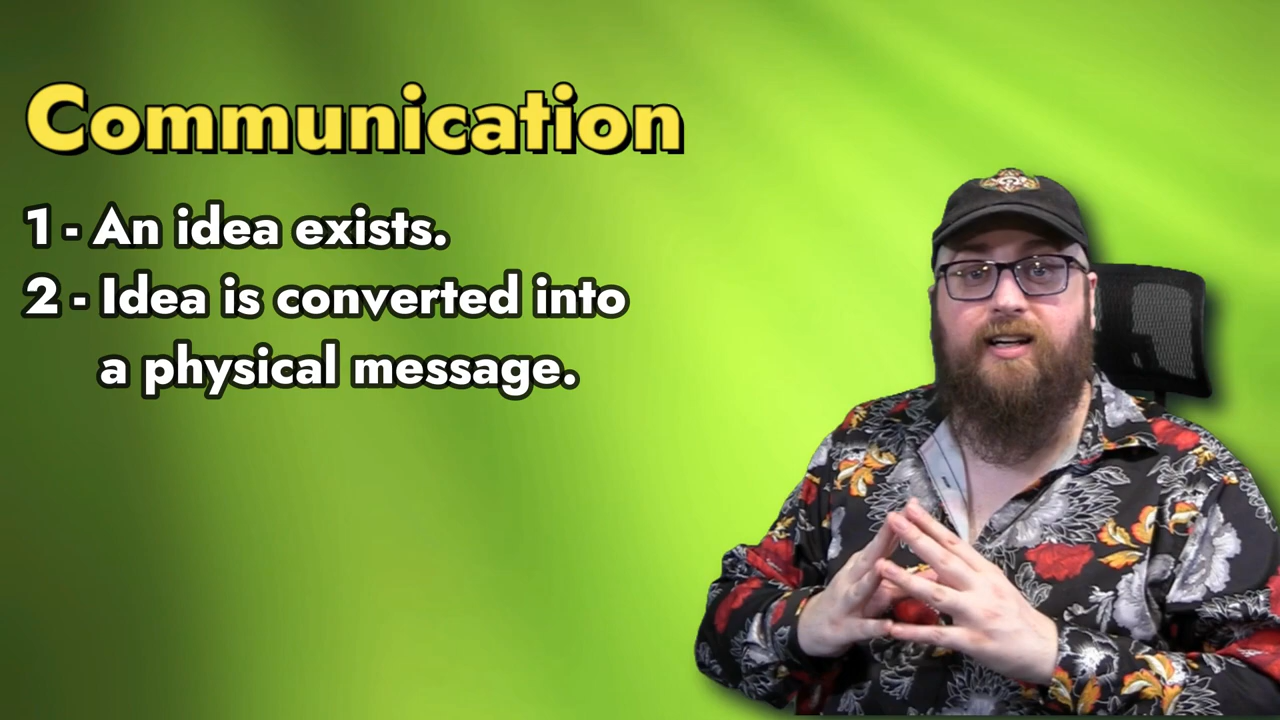 Communication
1 - An idea exists.
2 - Idea is converted into
a physical message.